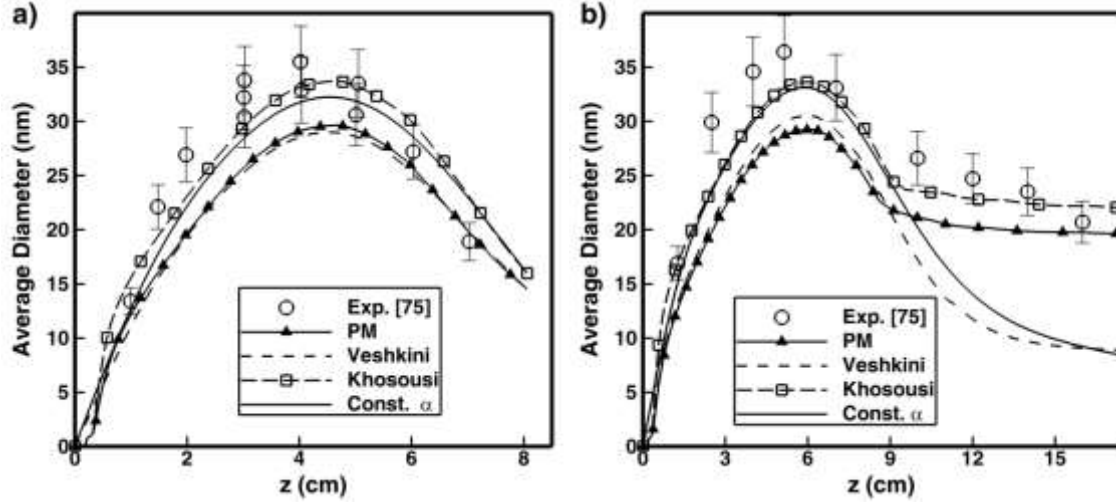 a)
Average Diameter (nm)
35
30
25
20
15
10
5
0
0 2 4 6 8
z (cm)
Exp. [75]
PM
Veshkini
Khosousi
Const. α
b)
Average Diameter (nm)
35
30
25
20
15
10
5
0
0 3 6 9 12 15
z (cm)
Exp. [75]
PM
Veshkini
Khosousi
Const. α